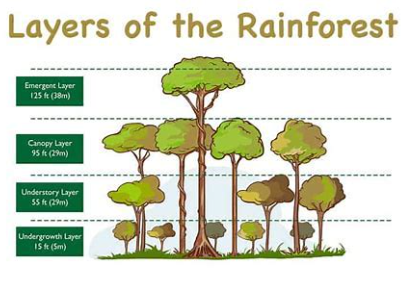 Layers of the Rainforest
Emergent Layer
125 ft (38m)
Canopy Layer
95 ft (29m)
Understory Layer
55 ft (29m)
Undergrowth Layer
15 ft (5m)